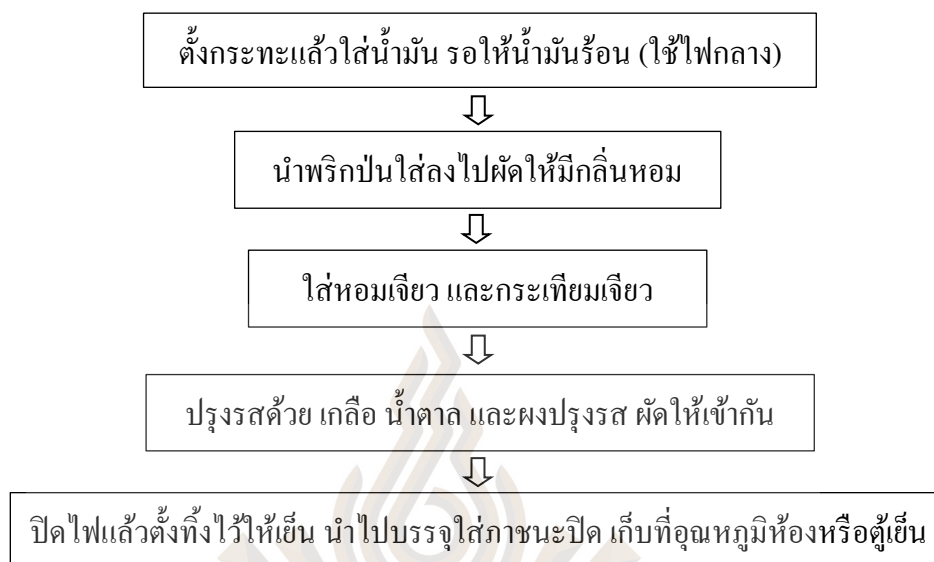 ตั้งกระทะแล้วใส่น้ำมัน รอให้น้ำมันร้อน (ใช้ไฟกลาง)
นำพริกป่นใส่ลงไปผัดให้มีกลิ่นหอม
ใส่หอมเจียว และกระเทียมเจียว
ปรุงรสด้วย เกลือ น้ำตาล และผงปรุงรส ผัดให้เข้ากัน
ปิดไฟแล้วตั้งทิ้งไว้ให้เย็น นำไปบรรจุใส่ภาชนะปิด เก็บที่อุณหภูมิห้องหรือตู้เย็น